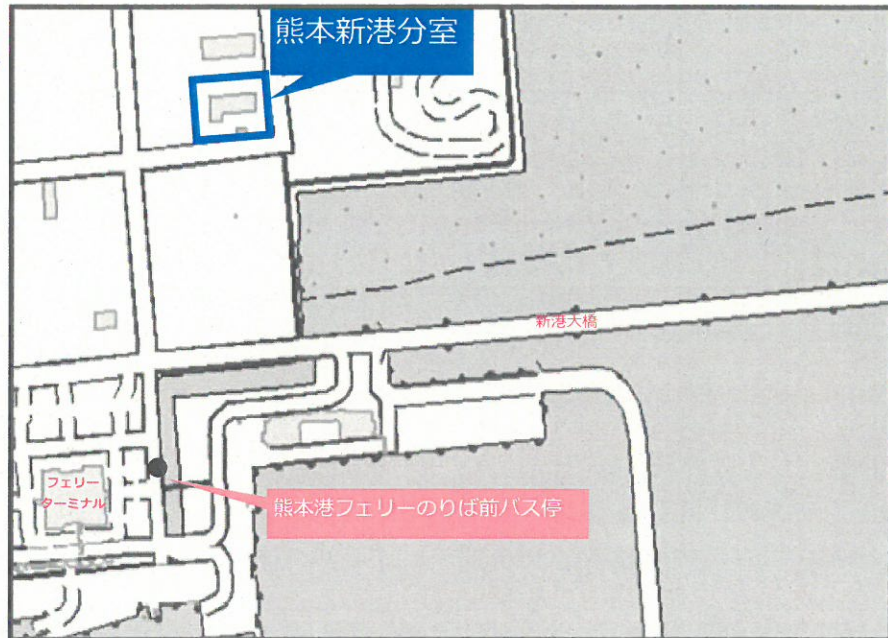 熊本新港分室
新港大橋
フェリー
ターミナル
熊本港フェリーのりば前バス停